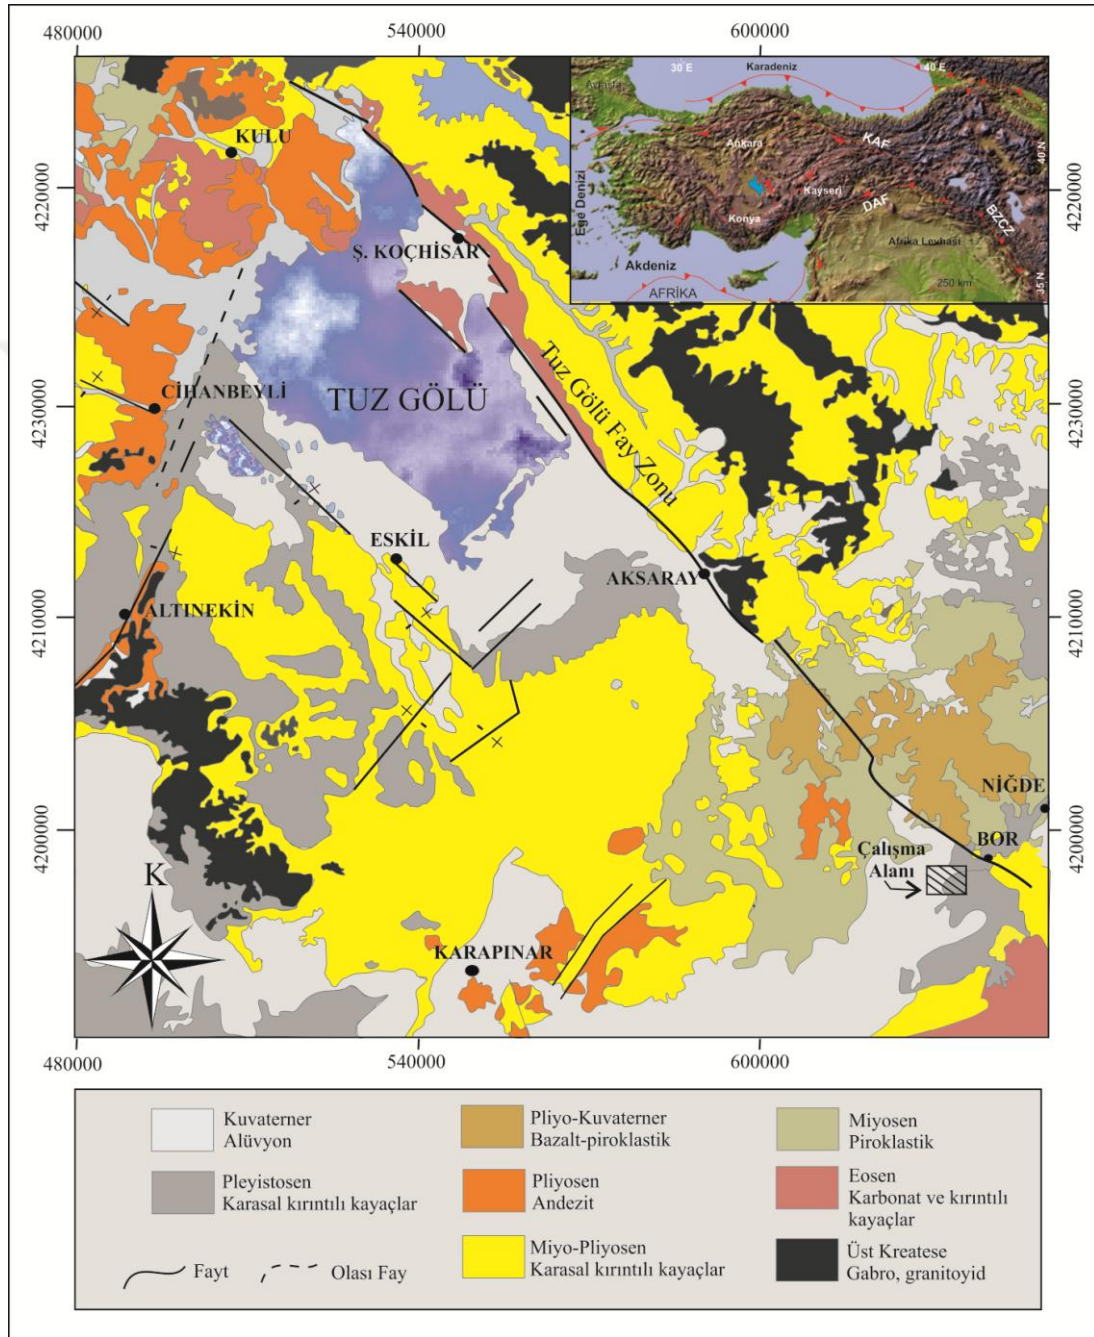 480000
540000
600000
30 E
Karadeniz
40 E
Ankara
KAF
40 N
Kayseri
Ege Denizi
Konya
DAF
BZCZ
Afrika Levhası
Akdeniz
AFRİKA
250 km
35 N
KULU
4220000
4220000
Ş. KOÇHİSAR
TUZ GÖLÜ
Tuz Gölü Fay Zonu
CİHANBEYLİ
4230000
4230000
ESKİL
AKSARAY
ALTINEKİN
4210000
4210000
NİĞDE
BOR
4200000
4200000
Çalışma
Alanı
K
KARAPINAR
480000
540000
600000
Kuvaterner
Alüvyon
Pleyistosen
Karasal kırıntılı kayaçlar
Fayt
Olası Fay
Pliyo-Kuvaterner
Bazalt-piroklastik
Pliyosen
Andezit
Miyo-Pliyosen
Karasal kırıntılı kayaçlar
Miyosen
Piroklastik
Eosen
Karbonat ve kırıntılı
kayaçlar
Üst Kreatese
Gabro, granitoyid